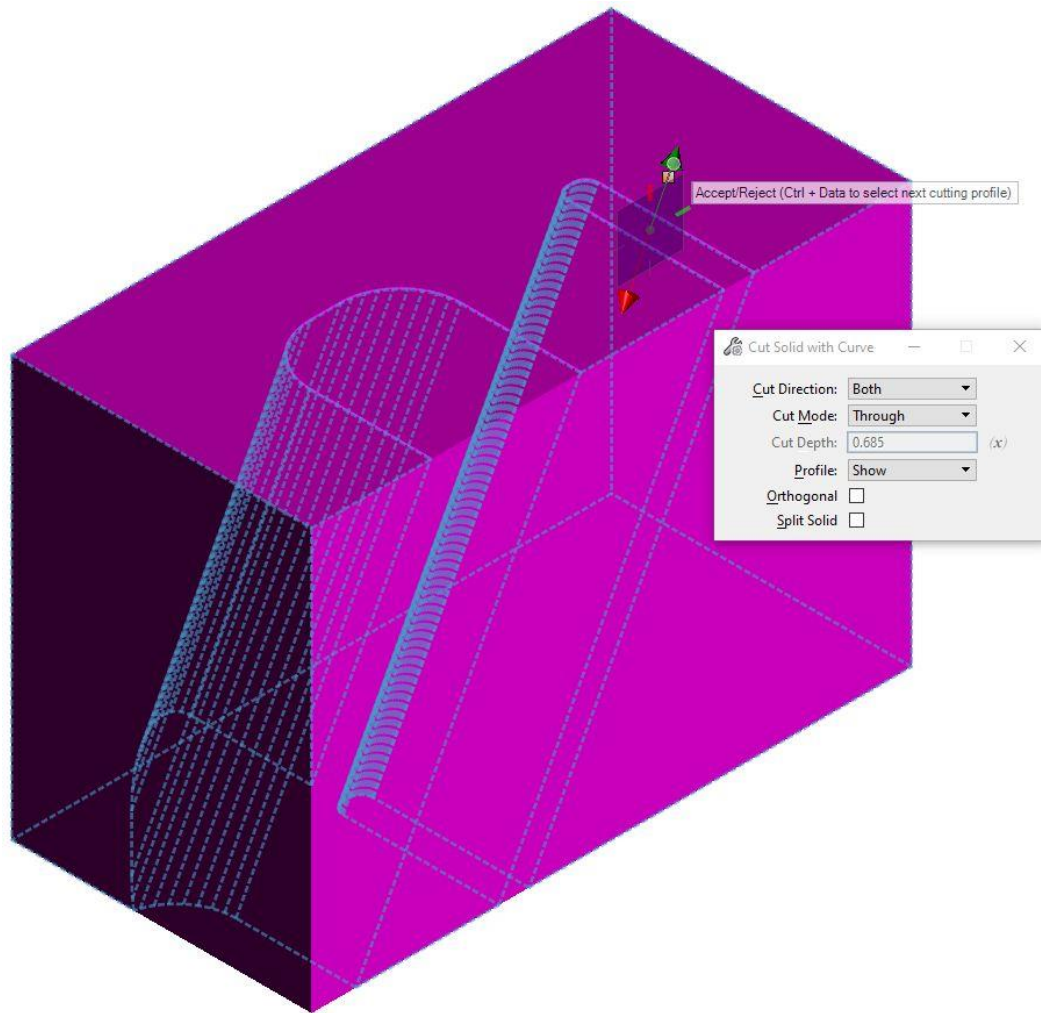 Accept/Reject (Ctrl + Data to select next cutting profile)
Cut Solid with Curve
Cut Direction: Both
Cut Mode: Through
Cut Depth: 0.685 (x)
Profile: Show
Orthogonal
Split Solid